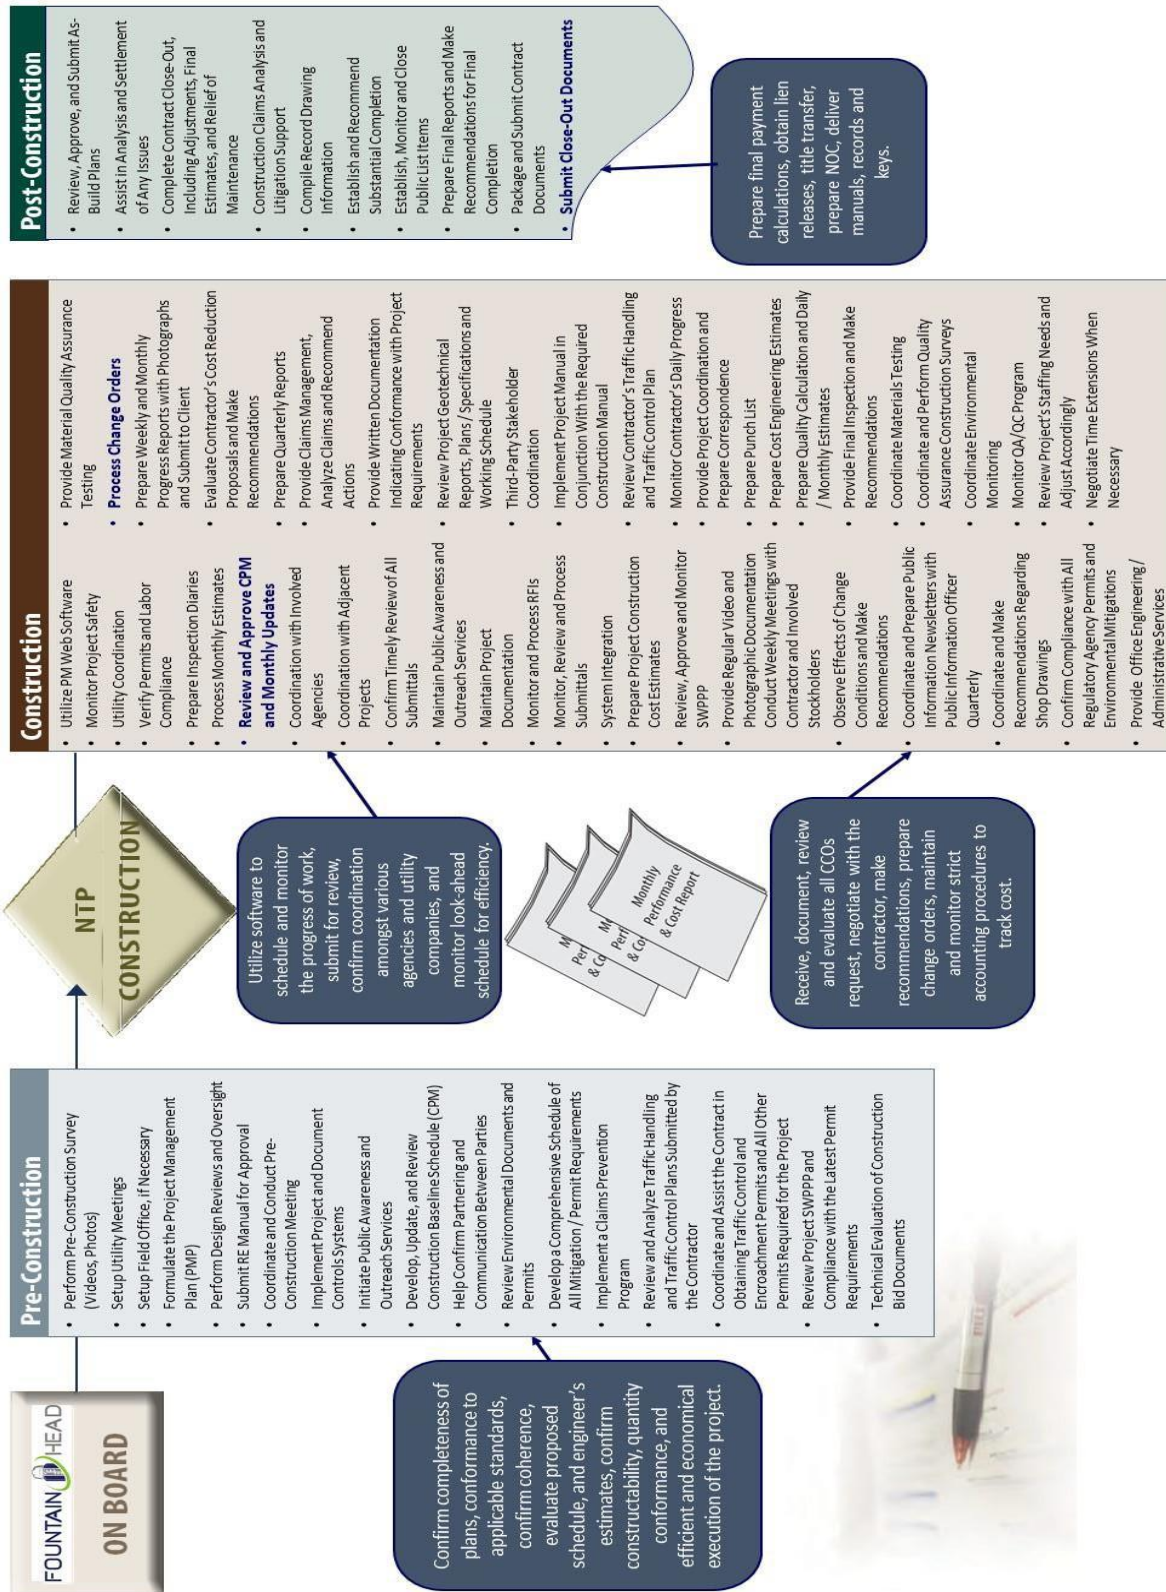 FOUNTAIN HEAD
ON BOARD
Pre-Construction
• Perform Pre-Construction Survey
(Videos, Photos)
• Setup Utility Meetings
• Setup Field Office, if Necessary
• Formulate the Project Management
Plan (PMP)
• Perform Design Reviews and Oversight
• Submit RE Manual for Approval
• Coordinate and Conduct Pre-
Construction Meeting
• Implement Project and Document
Controls Systems
• Initiate Public Awareness and
Outreach Services
• Develop, Update, and Review
Construction Baseline Schedule (CPM)
• Help Confirm Partnering and
Communication Between Parties
• Review Environmental Documents and
Permits
• Develop a Comprehensive Schedule of
All Mitigation / Permit Requirements
• Implement a Claims Prevention
Program
• Review and Analyze Traffic Handling
and Traffic Control Plans Submitted by
the Contractor
• Coordinate and Assist the Contract in
Obtaining Traffic Control and
Encroachment Permits and All Other
Permits Required for the Project
• Review Project SWPPP and
Compliance with the Latest Permit
Requirements
• Technical Evaluation of Construction
Bid Documents
Confirm completeness of
plans, conformance to
applicable standards,
confirm coherence,
evaluate proposed
schedule, and engineer's
estimates, confirm
constructability, quantity
conformance, and
efficient and economical
execution of the project.
NTP
CONSTRUCTION
Utilize software to
schedule and monitor
the progress of work,
submit for review,
confirm coordination
amongst various
agencies and utility
companies, and
monitor look-ahead
schedule for efficiency.
M
Perf
& Co
M
Perf
& Co
Monthly
Performance
& Cost Report
Receive, document, review
and evaluate all CCOs
request, negotiate with the
contractor, make
recommendations, prepare
change orders, maintain
and monitor strict
accounting procedures to
track cost.
Construction
• Utilize PM Web Software
• Monitor Project Safety
• Utility Coordination
• Verify Permits and Labor
Compliance
• Prepare Inspection Diaries
• Process Monthly Estimates
• Review and Approve CPM
and Monthly Updates
• Coordination with Involved
Agencies
• Coordination with Adjacent
Projects
• Confirm Timely Review of All
Submittals
• Maintain Public Awareness and
Outreach Services
• Maintain Project
Documentation
• Monitor and Process RFIs
• Monitor, Review and Process
Submittals
• System Integration
• Prepare Project Construction
Cost Estimates
• Review, Approve and Monitor
SWPPP
• Provide Regular Video and
Photographic Documentation
• Conduct Weekly Meetings with
Contractor and Involved
Stockholders
• Observe Effects of Change
Conditions and Make
Recommendations
• Coordinate and Prepare Public
Information Newsletters with
Public Information Officer
Quarterly
• Coordinate and Make
Recommendations Regarding
Shop Drawings
• Confirm Compliance with All
Regulatory Agency Permits and
Environmental Mitigations
• Provide Office Engineering /
Administrative Services
• Provide Material Quality Assurance
Testing
• Process Change Orders
• Prepare Weekly and Monthly
Progress Reports with Photographs
and Submit to Client
• Evaluate Contractor's Cost Reduction
Proposals and Make
Recommendations
• Prepare Quarterly Reports
• Provide Claims Management,
Analyze Claims and Recommend
Actions
• Provide Written Documentation
Indicating Conformance with Project
Requirements
• Review Project Geotechnical
Reports, Plans / Specifications and
Working Schedule
• Third-Party Stakeholder
Coordination
• Implement Project Manual in
Conjunction With the Required
Construction Manual
• Review Contractor's Traffic Handling
and Traffic Control Plan
• Monitor Contractor's Daily Progress
• Provide Project Coordination and
Prepare Correspondence
• Prepare Punch List
• Prepare Cost Engineering Estimates
• Prepare Quality Calculation and Daily
/ Monthly Estimates
• Provide Final Inspection and Make
Recommendations
• Coordinate Materials Testing
• Coordinate and Perform Quality
Assurance Construction Surveys
• Coordinate Environmental
Monitoring
• Monitor QA/QC Program
• Review Project's Staffing Needs and
Adjust Accordingly
• Negotiate Time Extensions When
Necessary
Post-Construction
• Review, Approve, and Submit As-
Build Plans
• Assist in Analysis and Settlement
of Any Issues
• Complete Contract Close-Out,
Including Adjustments, Final
Estimates, and Relief of
Maintenance
• Construction Claims Analysis and
Litigation Support
• Compile Record Drawing
Information
• Establish and Recommend
Substantial Completion
• Establish, Monitor and Close
Public List Items
• Prepare Final Reports and Make
Recommendations for Final
Completion
• Package and Submit Contract
Documents
• Submit Close-Out Documents
Prepare final payment
calculations, obtain lien
releases, title transfer,
prepare NOC, deliver
manuals, records and
keys.